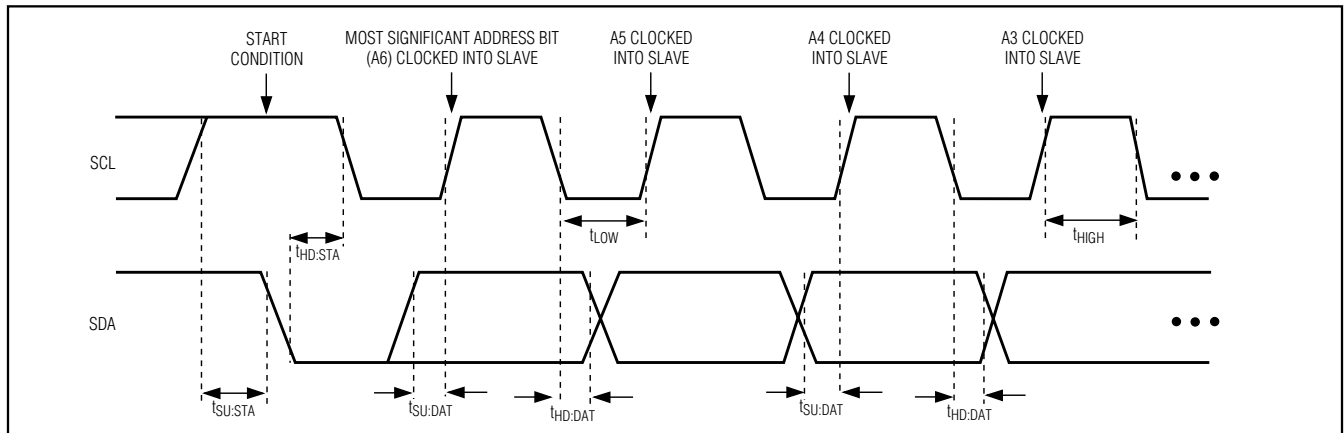 START
CONDITION
MOST SIGNIFICANT ADDRESS BIT
(A6) CLOCKED INTO SLAVE
A5 CLOCKED
INTO SLAVE
A4 CLOCKED
INTO SLAVE
A3 CLOCKED
INTO SLAVE
SCL
tHD:STA
tLOW
tHIGH
SDA
tSU:STA
tSU:DAT
tHD:DAT
tSU:DAT
tHD:DAT